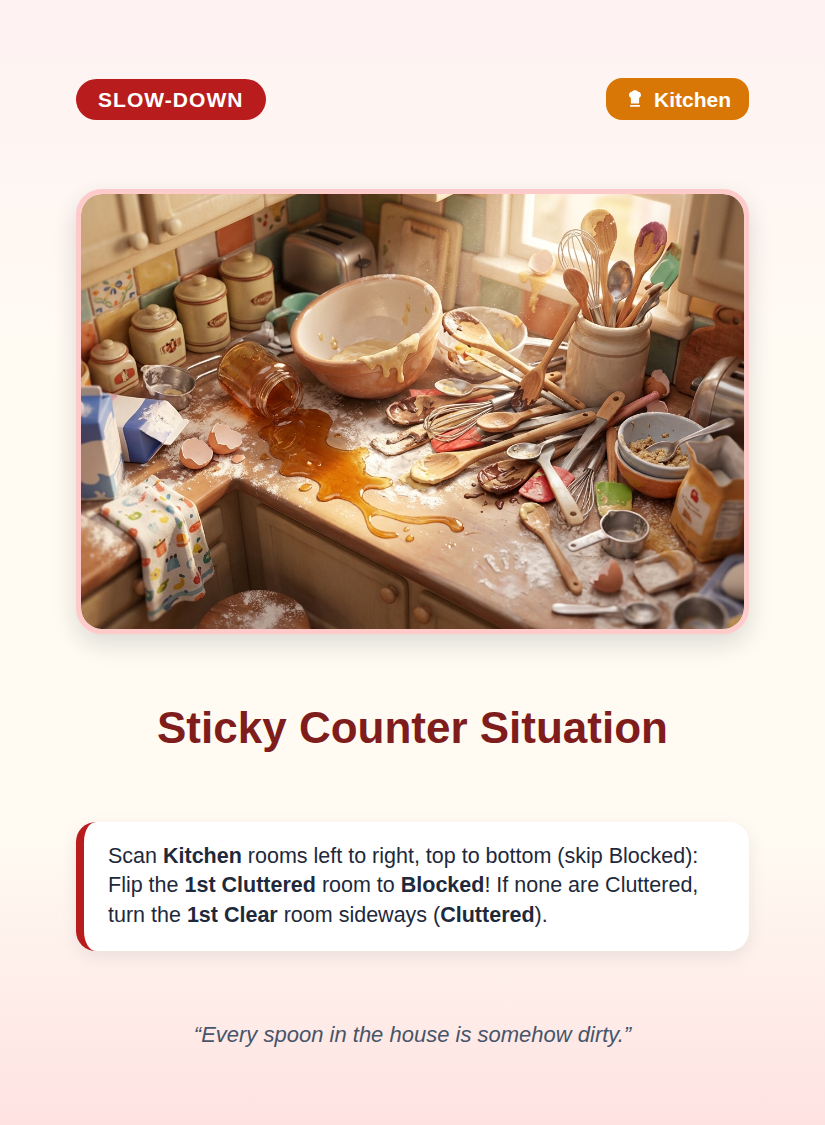 SLOW-DOWN
Kitchen
Sticky Counter Situation
Scan Kitchen rooms left to right, top to bottom (skip Blocked):
Flip the 1st Cluttered room to Blocked! If none are Cluttered,
turn the 1st Clear room sideways (Cluttered).
“Every spoon in the house is somehow dirty.”